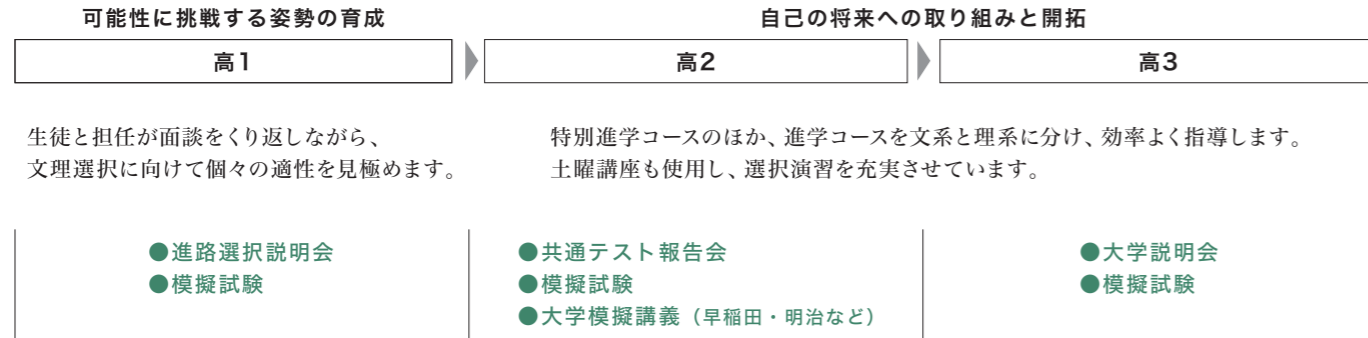 可能性に挑戦する姿勢の育成
自己の将来への取り組みと開拓
高1
高2
高3
生徒と担任が面談をくり返しながら、
文理選択に向けて個々の適性を見極めます。
特別進学コースのほか、進学コースを文系と理系に分け、効率よく指導します。
土曜講座も使用し、選択演習を充実させています。
●進路選択説明会
●模擬試験
●共通テスト報告会
●模擬試験
●大学模擬講義（早稲田・明治など）
●大学説明会
●模擬試験